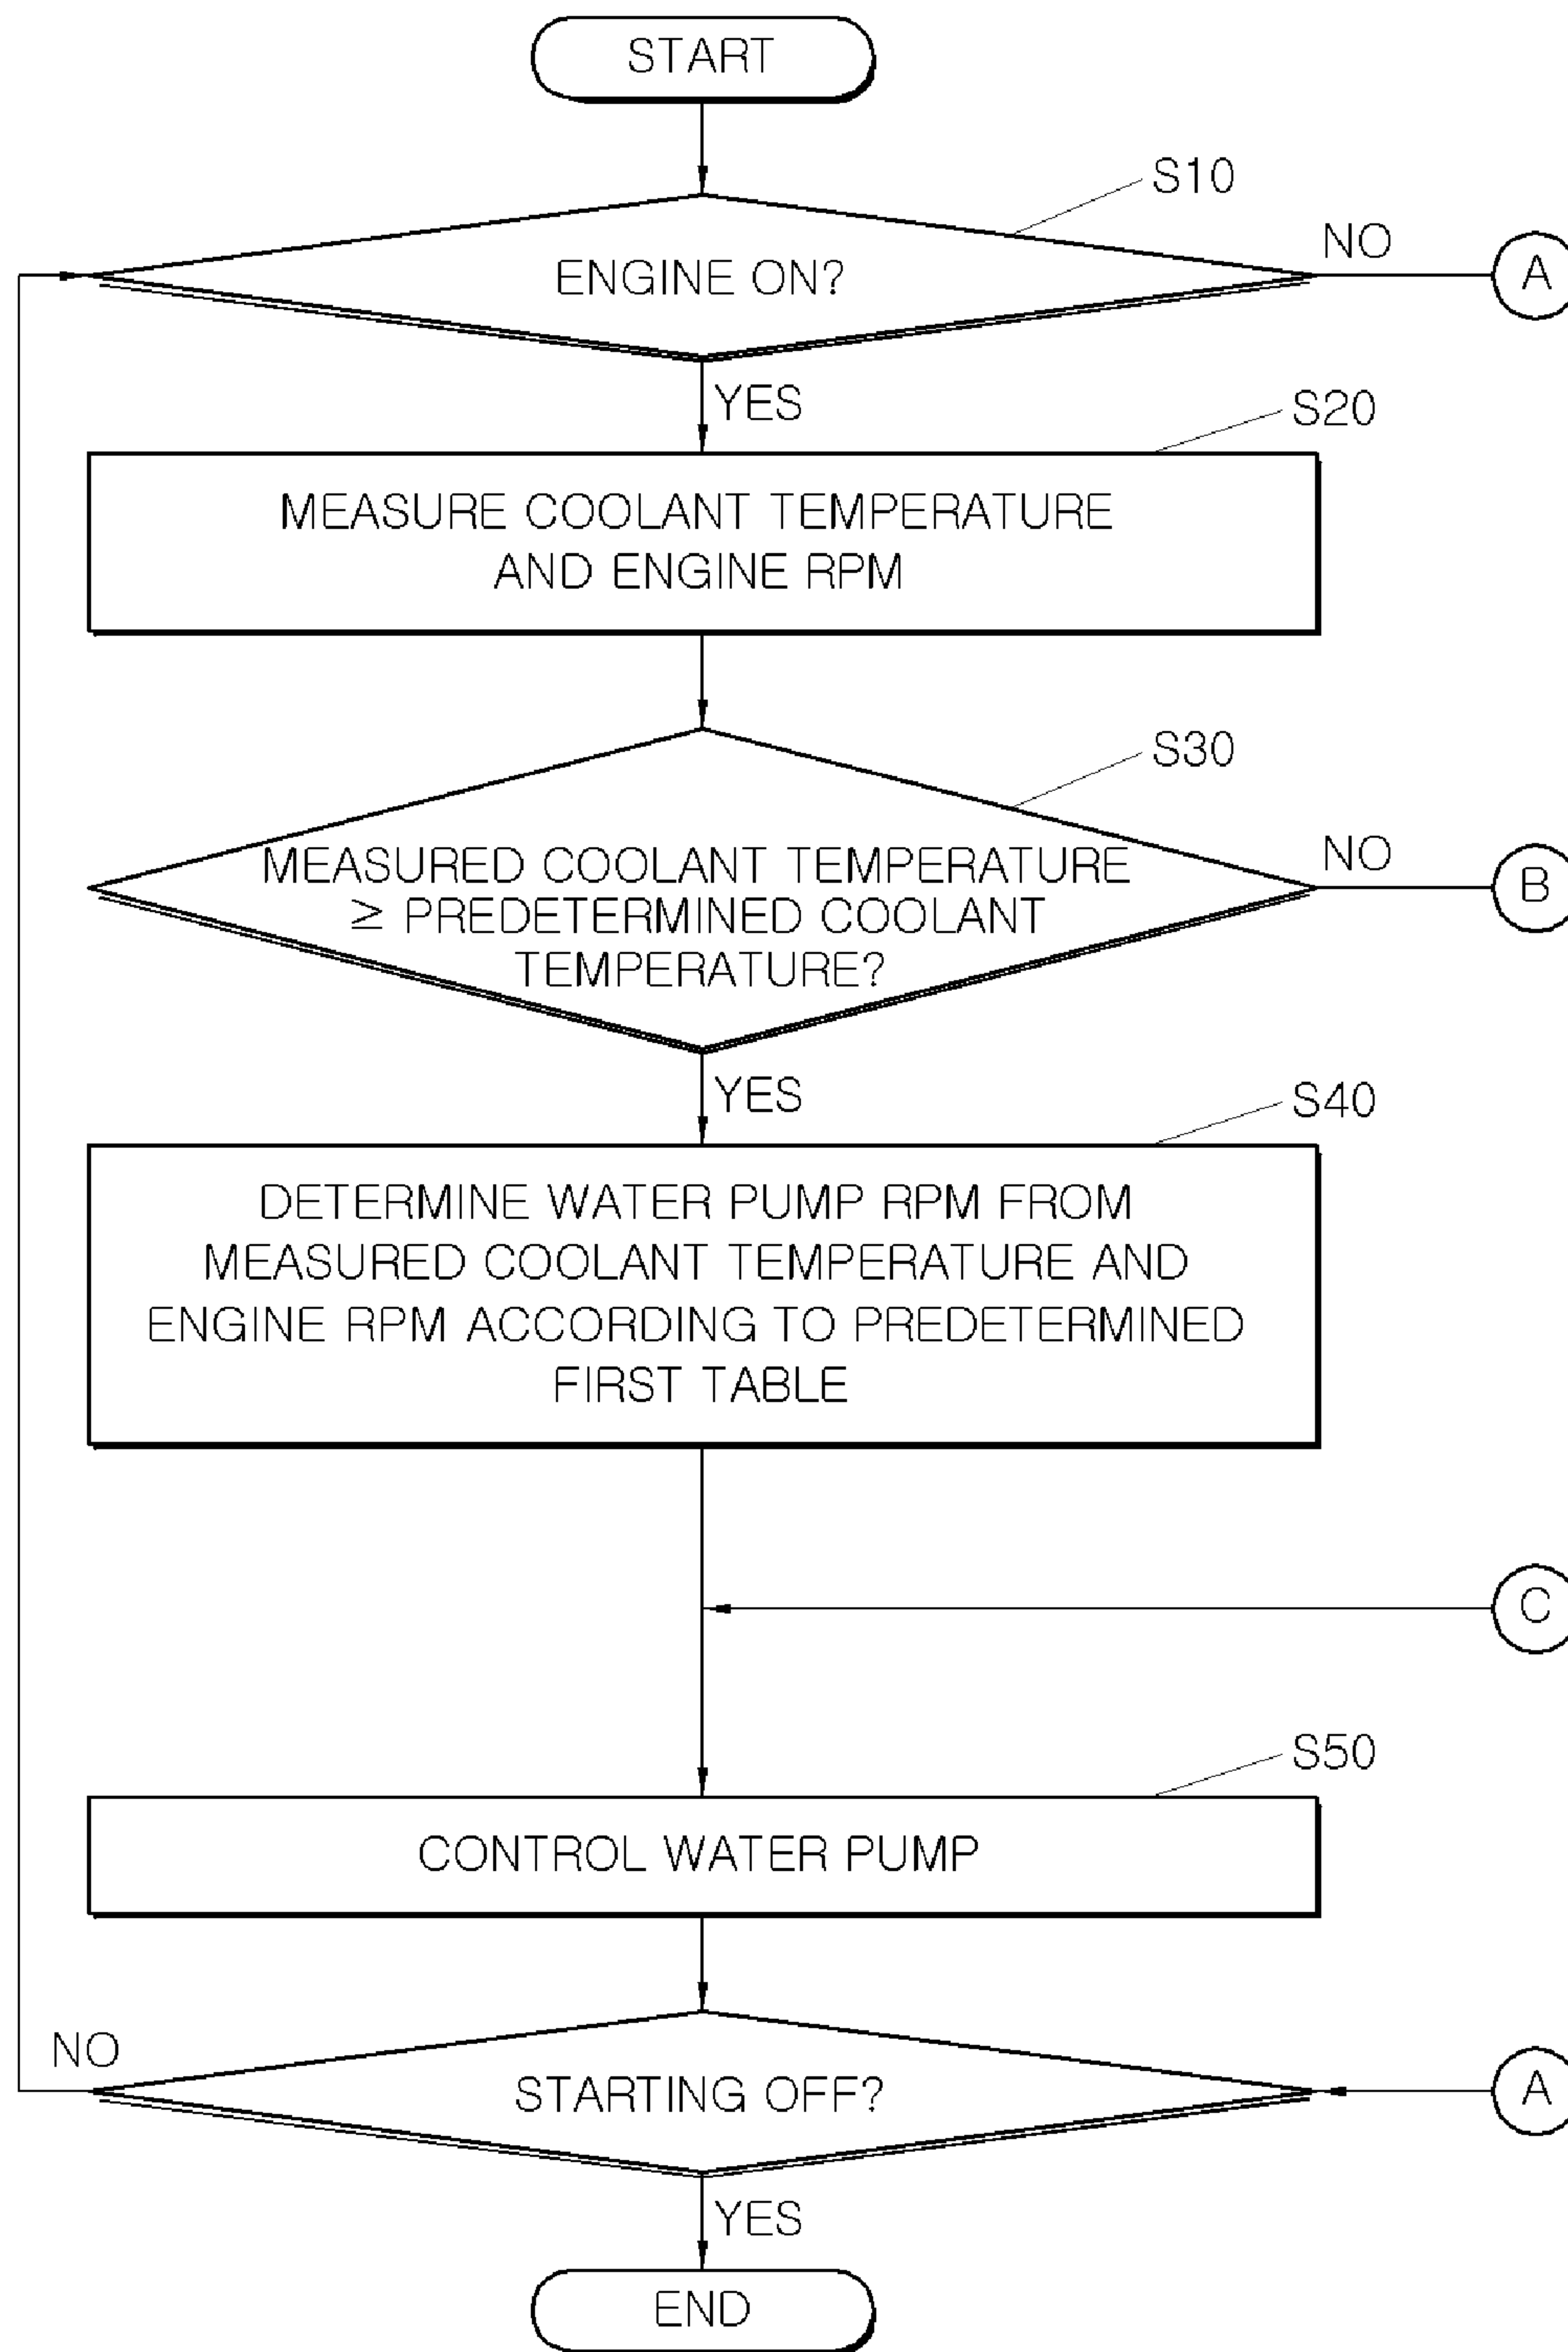 START
S10
ENGINE ON?
NO
A
YES
S20
MEASURE COOLANT TEMPERATURE
AND ENGINE RPM
S30
MEASURED COOLANT TEMPERATURE
≥ PREDETERMINED COOLANT
TEMPERATURE?
NO
B
YES
S40
DETERMINE WATER PUMP RPM FROM
MEASURED COOLANT TEMPERATURE AND
ENGINE RPM ACCORDING TO PREDETERMINED
FIRST TABLE
C
S50
CONTROL WATER PUMP
NO
STARTING OFF?
A
YES
END